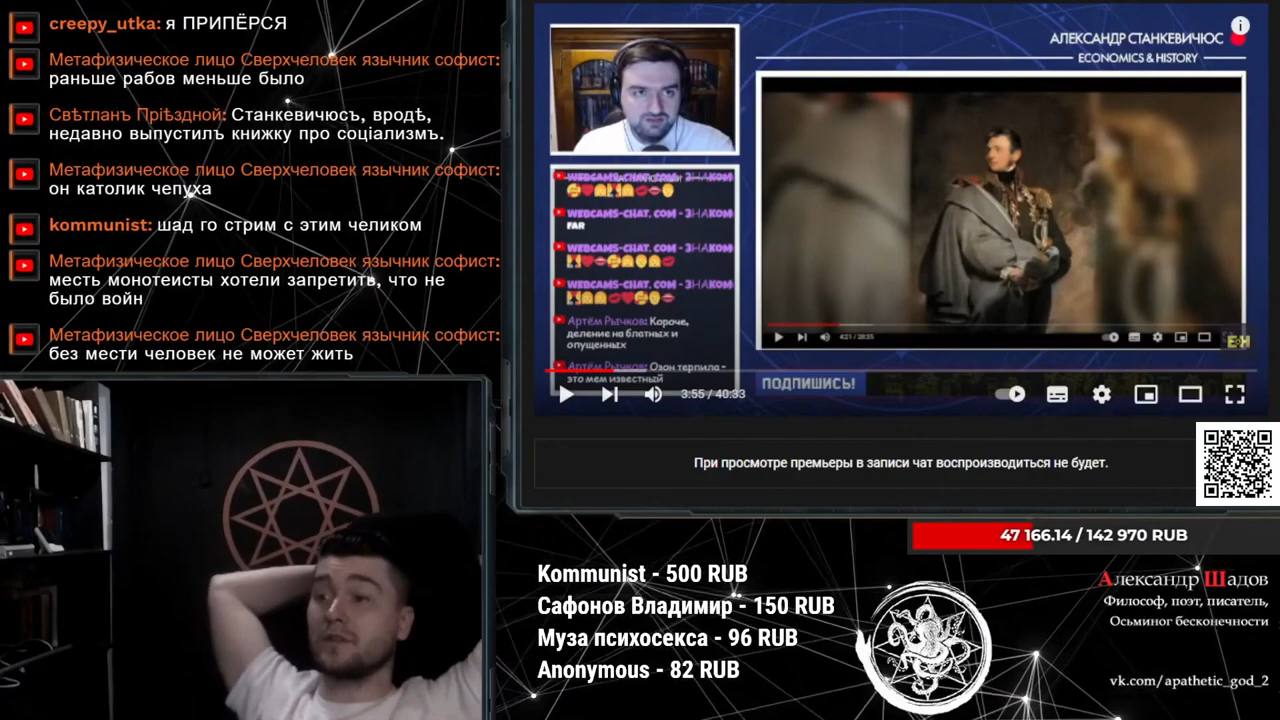 creepy_utka: я ПРИПЁРСЯ
Метафизическое лицо Сверхчеловек язычник софист:
раньше рабов меньше было
Свѣтланъ Прiѣздной: Станкевичюсъ, вродѣ,
недавно выпустилъ книжку про соцiализмъ.
Метафизическое лицо Сверхчеловек язычник софист:
он католик чепуха
kommunist: шад го стрим с этим челиком
Метафизическое лицо Сверхчеловек язычник софист:
месть монотеисты хотели запретить, что не
было войн
Метафизическое лицо Сверхчеловек язычник софист:
без мести человек не может жить
АЛЕКСАНДР СТАНКЕВИЧЮС
ECONOMICS & HISTORY
WEBCAMS-CHAT. COM - ЗНАКОМ
WEBCAMS-CHAT. COM - ЗНАКОМ
FAR
WEBCAMS-CHAT. COM - ЗНАКОМ
WEBCAMS-CHAT. COM - ЗНАКОМ
Артём Рычков: Короче,
деление на блатных и
опущенных
Артём Рычков: Озон терпила -
это мем известный
4:21 / 28:55
E&H
ПОДПИШИСЬ!
3:55 / 40:33
При просмотре премьеры в записи чат воспроизводиться не будет.
47 166.14 / 142 970 RUB
Kommunist - 500 RUB
Сафонов Владимир - 150 RUB
Муза психосекса - 96 RUB
Anonymous - 82 RUB
Александр Шадов
Философ, поэт, писатель,
Осьминог бесконечности
vk.com/apathetic_god_2